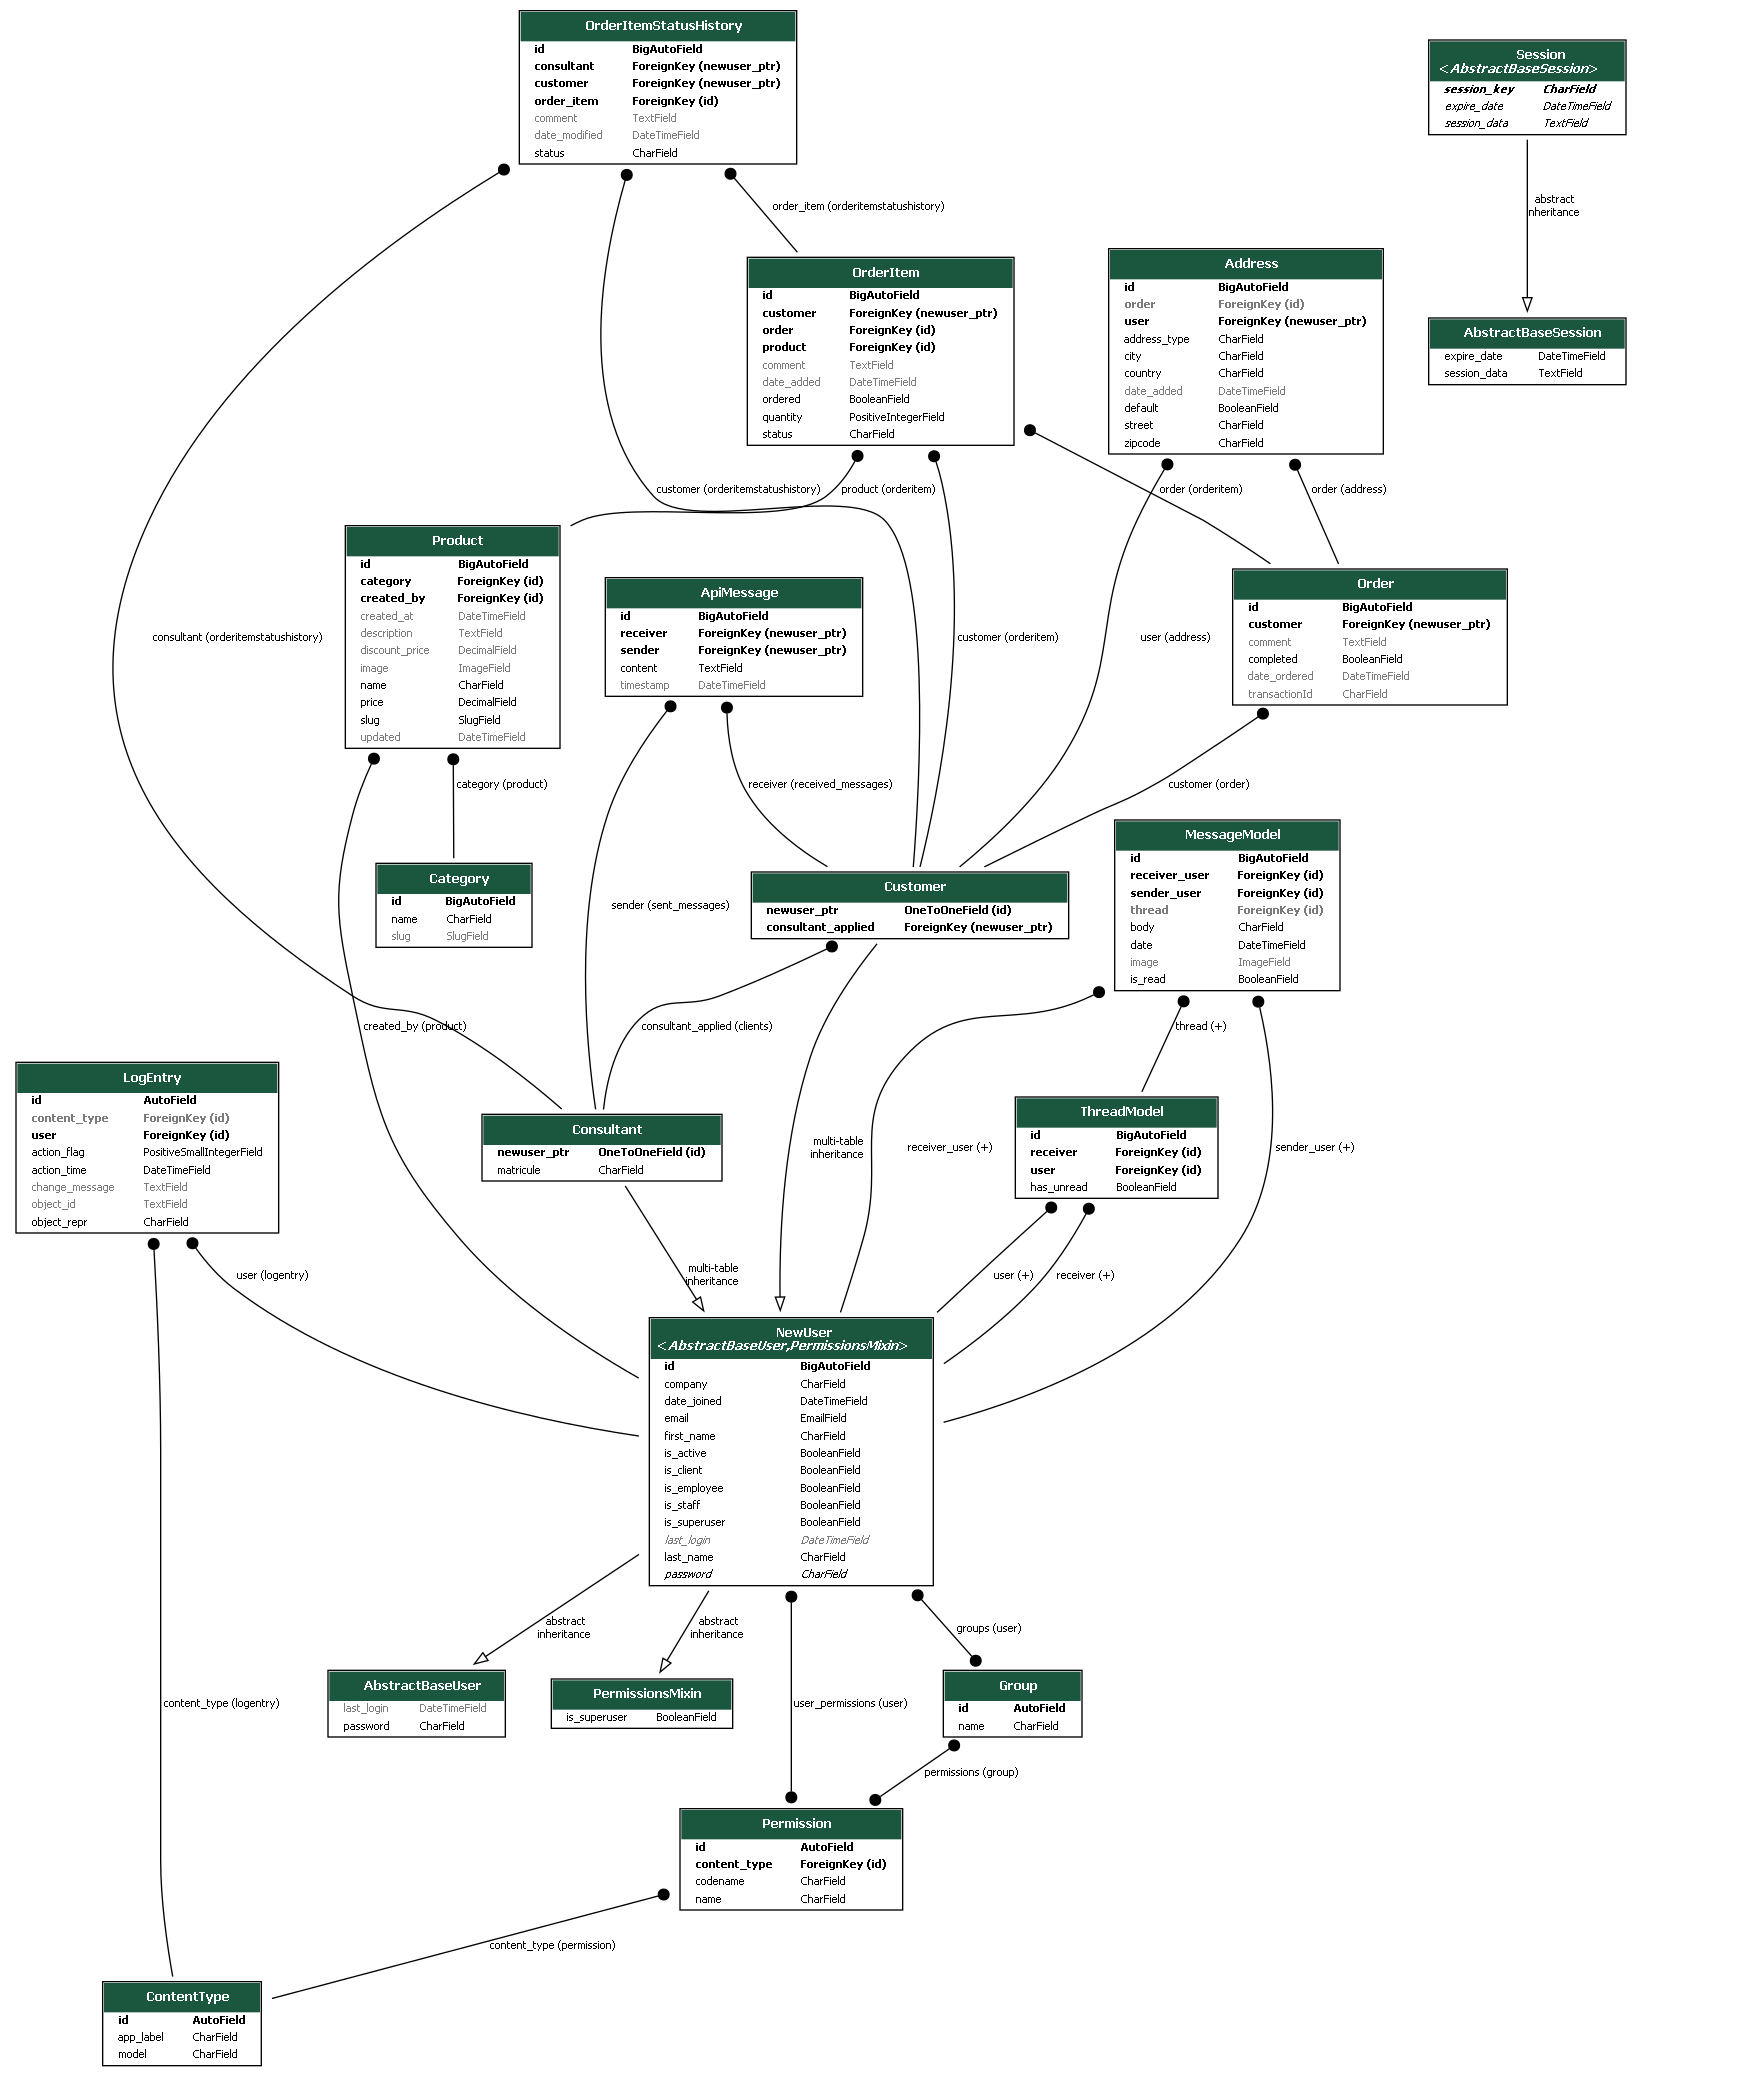 OrderItemStatusHistory
id BigAutoField
consultant ForeignKey (newuser_ptr)
customer ForeignKey (newuser_ptr)
order_item ForeignKey (id)
comment TextField
date_modified DateTimeField
status CharField
Session
<AbstractBaseSession>
session_key CharField
expire_date DateTimeField
session_data TextField
order_item (orderitemstatushistory)
abstract
nheritance
OrderItem
id BigAutoField
customer ForeignKey (newuser_ptr)
order ForeignKey (id)
product ForeignKey (id)
comment TextField
date_added DateTimeField
ordered BooleanField
quantity PositiveIntegerField
status CharField
Address
id BigAutoField
order ForeignKey (id)
user ForeignKey (newuser_ptr)
address_type CharField
city CharField
country CharField
date_added DateTimeField
default BooleanField
street CharField
zipcode CharField
AbstractBaseSession
expire_date DateTimeField
session_data TextField
customer (orderitemstatushistory)
product (orderitem)
order (orderitem)
order (address)
Product
id BigAutoField
category ForeignKey (id)
created_by ForeignKey (id)
created_at DateTimeField
description TextField
discount_price DecimalField
image ImageField
name CharField
price DecimalField
slug SlugField
updated DateTimeField
ApiMessage
id BigAutoField
receiver ForeignKey (newuser_ptr)
sender ForeignKey (newuser_ptr)
content TextField
timestamp DateTimeField
Order
id BigAutoField
customer ForeignKey (newuser_ptr)
comment TextField
completed BooleanField
date_ordered DateTimeField
transactionId CharField
consultant (orderitemstatushistory)
customer (orderitem)
user (address)
category (product)
receiver (received_messages)
customer (order)
Category
id BigAutoField
name CharField
slug SlugField
sender (sent_messages)
Customer
newuser_ptr OneToOneField (id)
consultant_applied ForeignKey (newuser_ptr)
MessageModel
id BigAutoField
receiver_user ForeignKey (id)
sender_user ForeignKey (id)
thread ForeignKey (id)
body CharField
date DateTimeField
image ImageField
is_read BooleanField
created_by (product)
consultant_applied (clients)
thread (+)
LogEntry
id AutoField
content_type ForeignKey (id)
user ForeignKey (id)
action_flag PositiveSmallIntegerField
action_time DateTimeField
change_message TextField
object_id TextField
object_repr CharField
Consultant
newuser_ptr OneToOneField (id)
matricule CharField
multi-table
inheritance
receiver_user (+)
ThreadModel
id BigAutoField
receiver ForeignKey (id)
user ForeignKey (id)
has_unread BooleanField
sender_user (+)
user (logentry)
multi-table
inheritance
user (+)
receiver (+)
NewUser
<AbstractBaseUser,PermissionsMixin>
id BigAutoField
company CharField
date_joined DateTimeField
email EmailField
first_name CharField
is_active BooleanField
is_client BooleanField
is_employee BooleanField
is_staff BooleanField
is_superuser BooleanField
last_login DateTimeField
last_name CharField
password CharField
abstract
inheritance
abstract
inheritance
groups (user)
content_type (logentry)
AbstractBaseUser
last_login DateTimeField
password CharField
PermissionsMixin
is_superuser BooleanField
user_permissions (user)
Group
id AutoField
name CharField
permissions (group)
Permission
id AutoField
content_type ForeignKey (id)
codename CharField
name CharField
content_type (permission)
ContentType
id AutoField
app_label CharField
model CharField